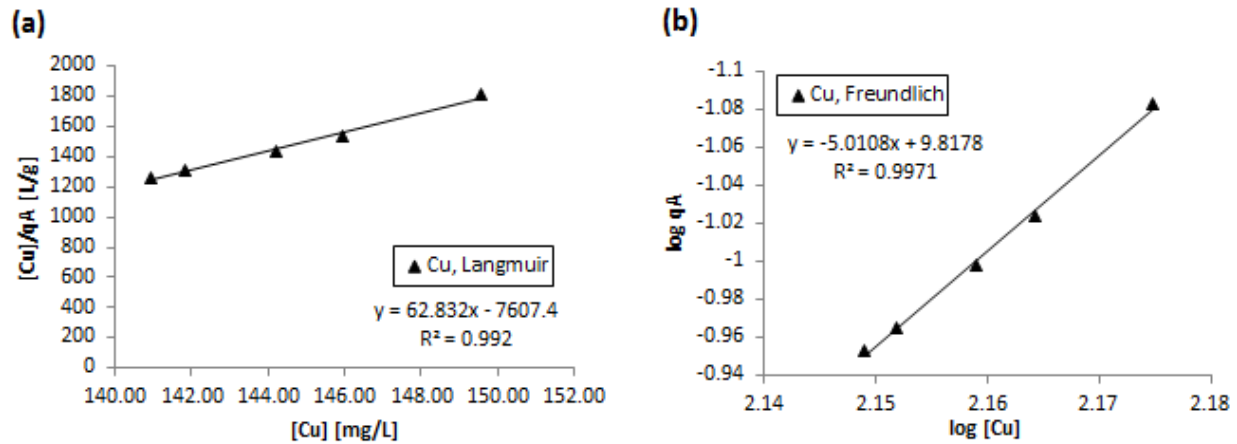 (a)
2000
1800
1600
1400
1200
1000
800
600
400
200
0
[Cu]/qA [L/g]
Cu, Langmuir
y = 62.832x - 7607.4
R² = 0.992
140.00 142.00 144.00 146.00 148.00 150.00 152.00
[Cu] [mg/L]
(b)
-1.1
-1.08
-1.06
-1.04
-1.02
-1
-0.98
-0.96
-0.94
log qA
Cu, Freundlich
y = -5.0108x + 9.8178
R² = 0.9971
2.14 2.15 2.16 2.17 2.18
log [Cu]